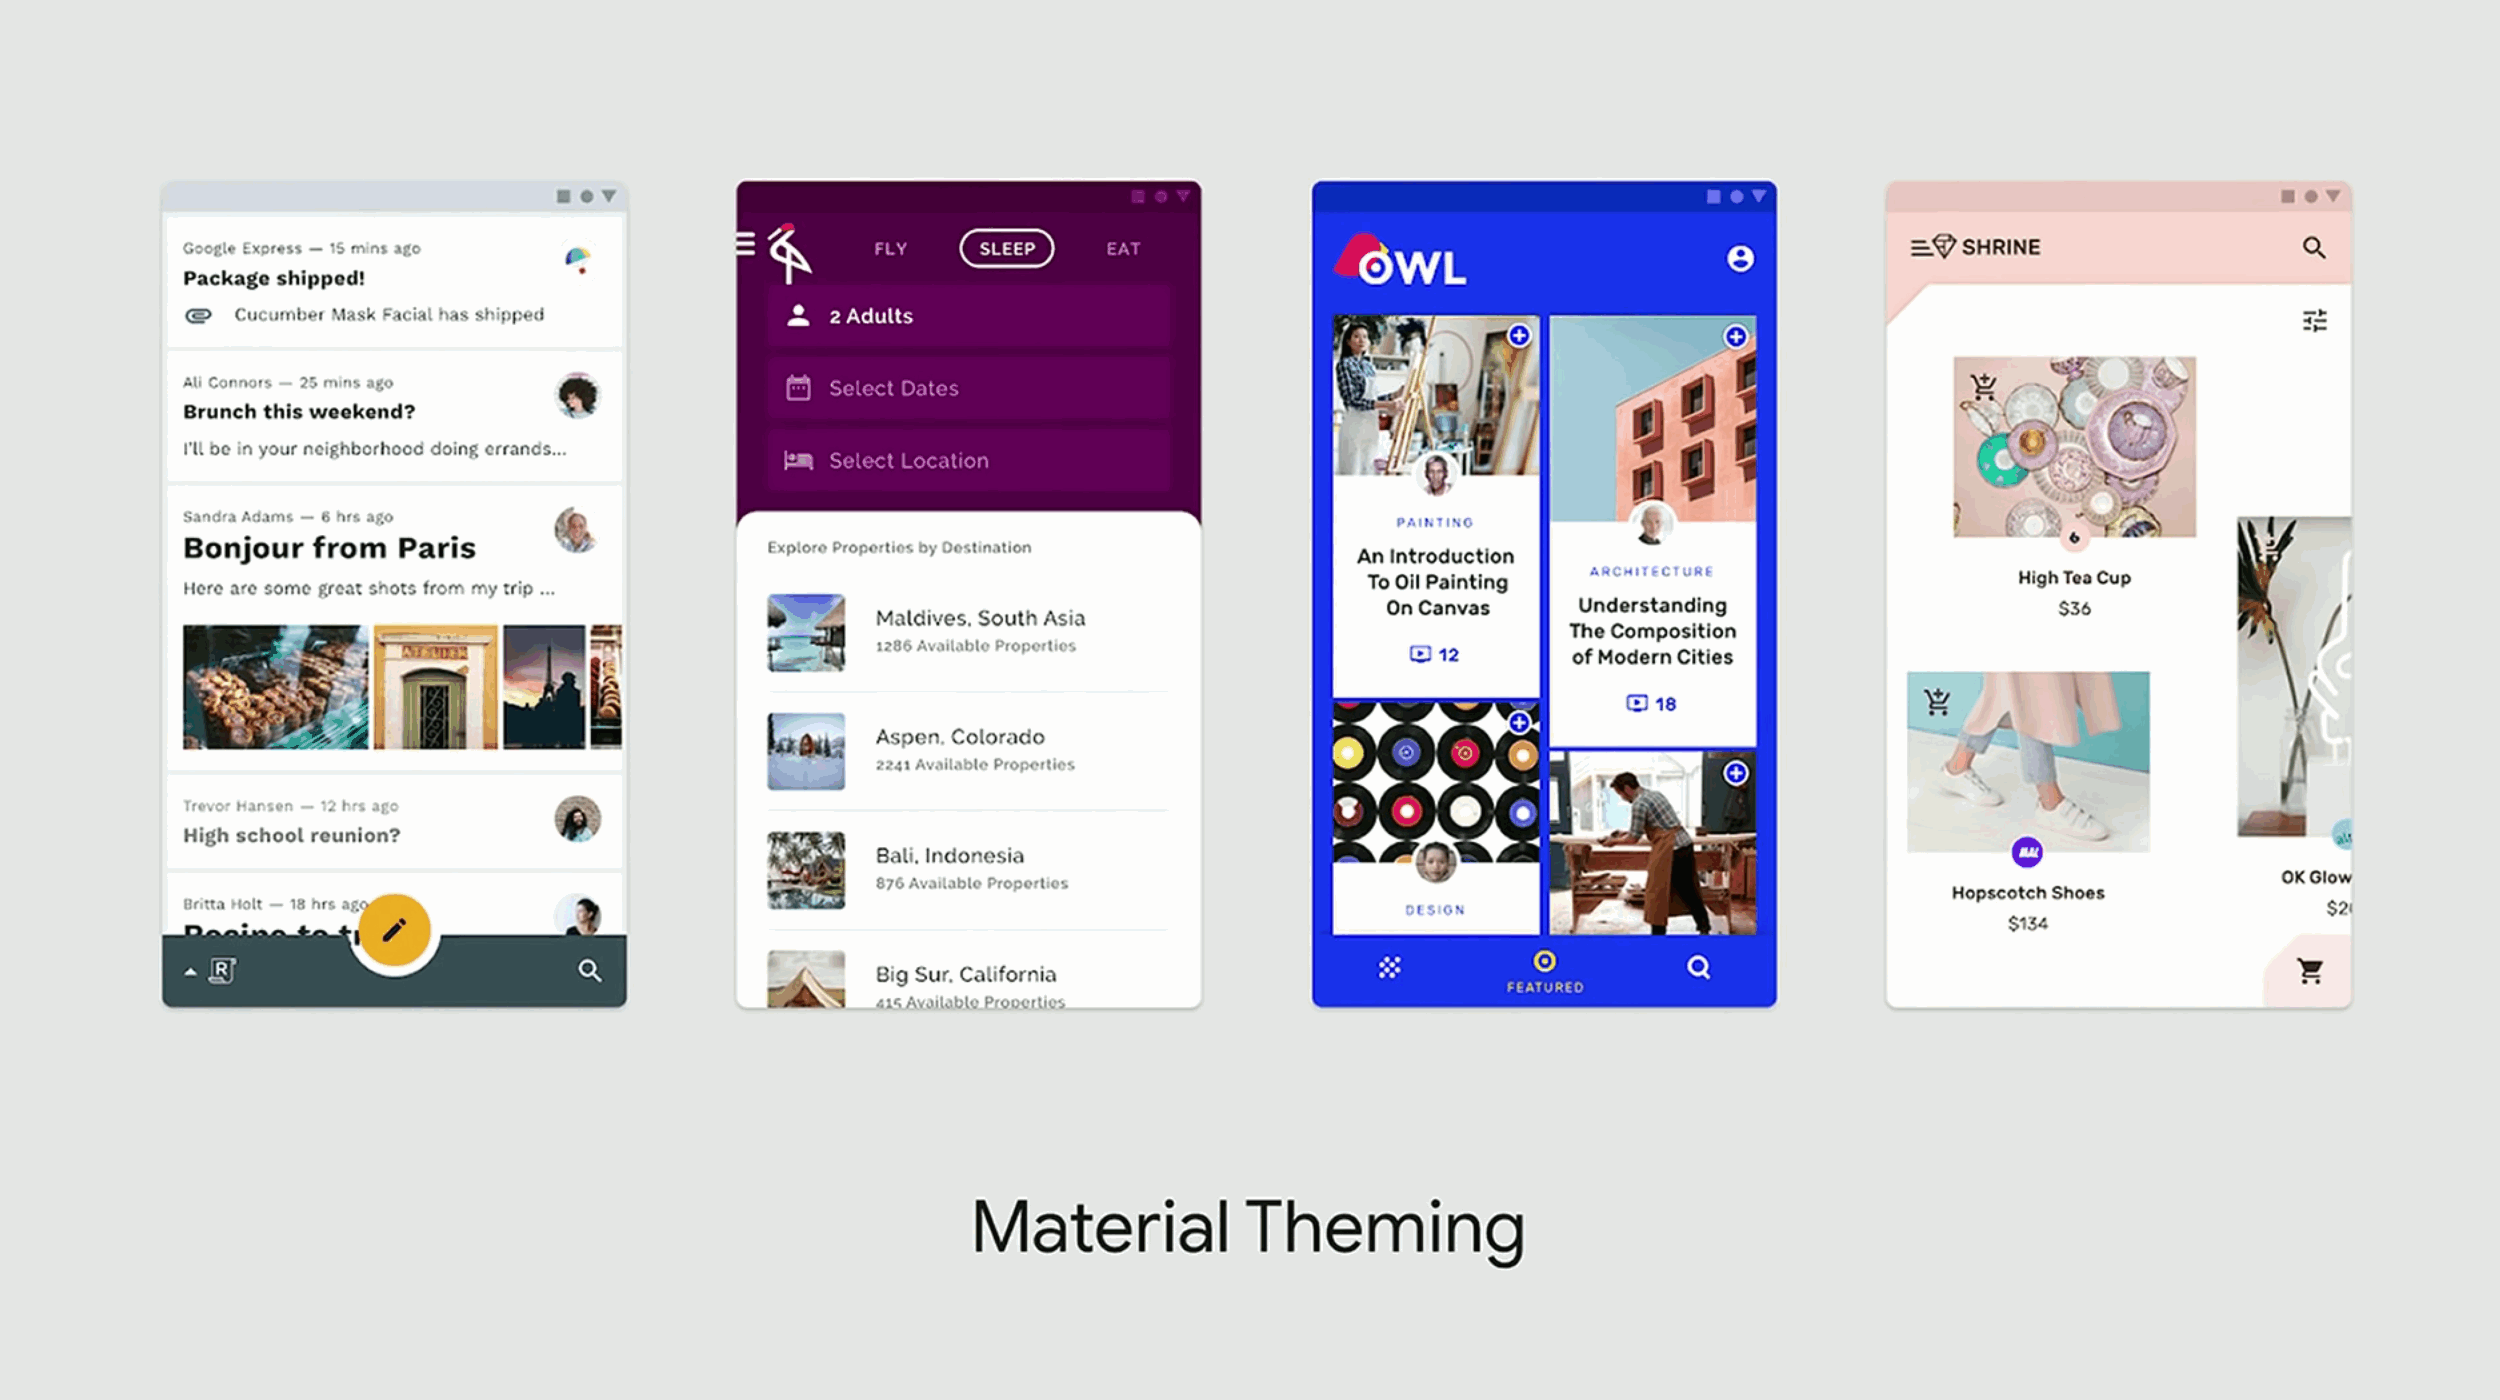 Google Express — 15 mins ago
Package shipped!
Cucumber Mask Facial has shipped
Ali Connors — 25 mins ago
Brunch this weekend?
I'll be in your neighborhood doing errands...
Sandra Adams — 6 hrs ago
Bonjour from Paris
Here are some great shots from my trip ...
ATELIER
Trevor Hansen — 12 hrs ago
High school reunion?
Britta Holt — 18 hrs ago
Recipe to tr
R
FLY
SLEEP
EAT
2 Adults
Select Dates
Select Location
Explore Properties by Destination
Maldives, South Asia
1286 Available Properties
Aspen, Colorado
2241 Available Properties
Bali, Indonesia
876 Available Properties
Big Sur, California
415 Available Properties
OWL
PAINTING
An Introduction
To Oil Painting
On Canvas
12
ARCHITECTURE
Understanding
The Composition
of Modern Cities
18
DESIGN
FEATURED
SHRINE
6
High Tea Cup
$36
MAL
Hopscotch Shoes
$134
OK Glow
Material Theming